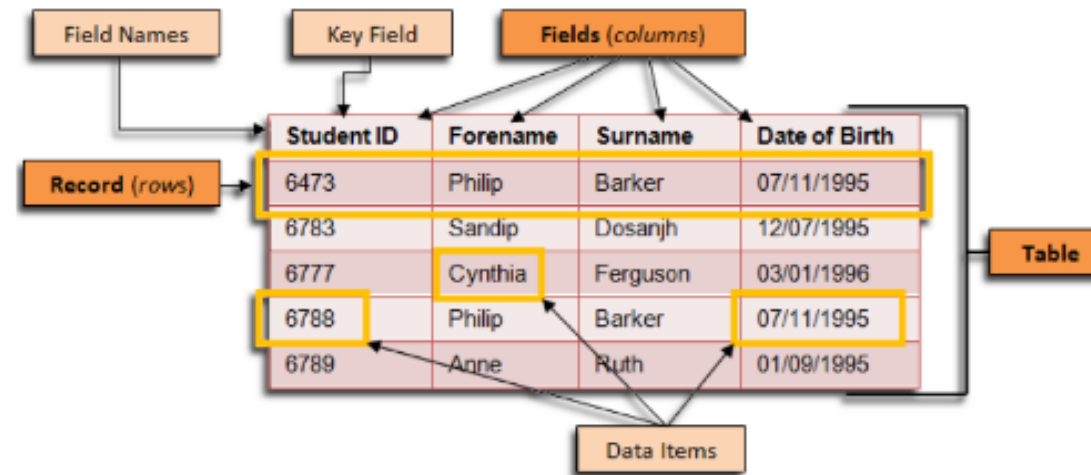 Field Names
Key Field
Fields (columns)
Student ID Forename Surname Date of Birth
Record (rows)
6473 Philip Barker 07/11/1995
6783 Sandip Dosanjh 12/07/1995
6777 Cynthia Ferguson 03/01/1996
Table
6788 Philip Barker 07/11/1995
6789 Anne Ruth 01/09/1995
Data Items